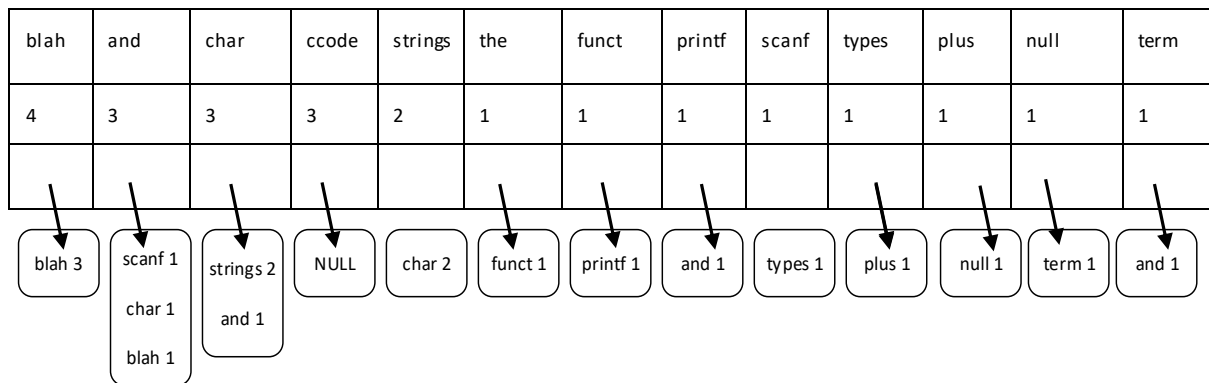 blah and char ccode strings the funct printf scanf types plus null term
4 3 3 3 2 1 1 1 1 1 1 1 1
blah 3
scanf 1
char 1
blah 1
strings 2
and 1
NULL
char 2
funct 1
printf 1
and 1
types 1
plus 1
null 1
term 1
and 1